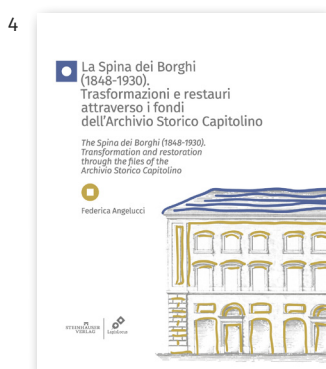 4
La Spina dei Borghi
(1848-1930).
Trasformazioni e restauri
attraverso i fondi
dell'Archivio Storico Capitolino
The Spina dei Borghi (1848-1930).
Transformation and restoration
through the files of the
Archivio Storico Capitolino
Federica Angelucci
STEINHÄUSER
VERLAG